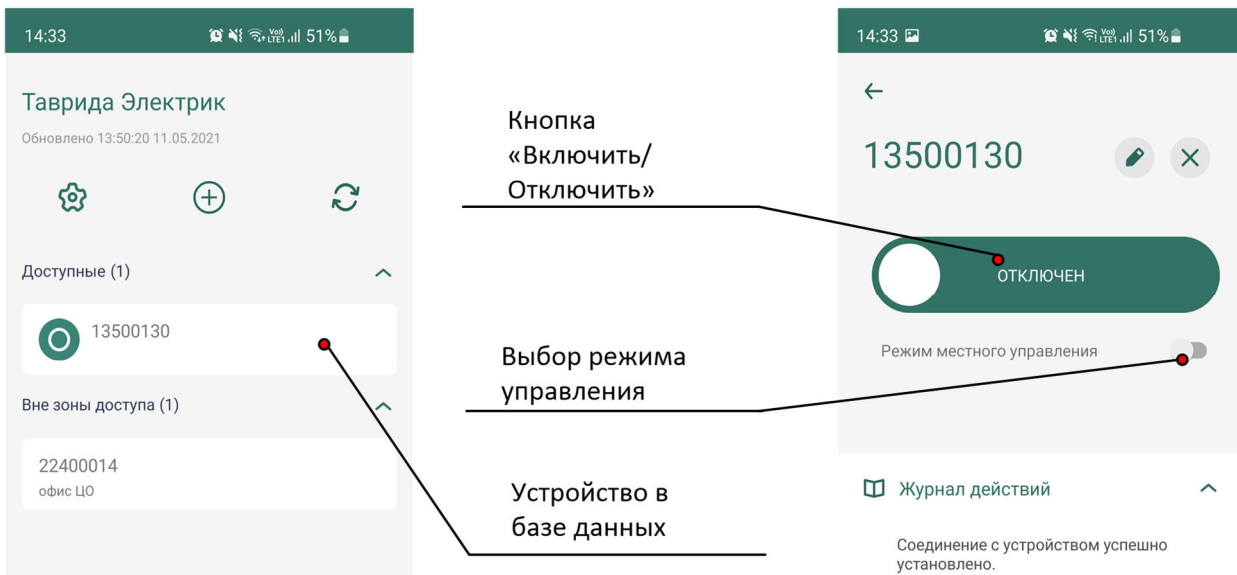 14:33
51%
Таврида Электрик
Обновлено 13:50:20 11.05.2021
Доступные (1)
13500130
Вне зоны доступа (1)
22400014
офис ЦО
Кнопка
«Включить/
Отключить»
Выбор режима
управления
Устройство в
базе данных
14:33
51%
13500130
ОТКЛЮЧЕН
Режим местного управления
Журнал действий
Соединение с устройством успешно
установлено.